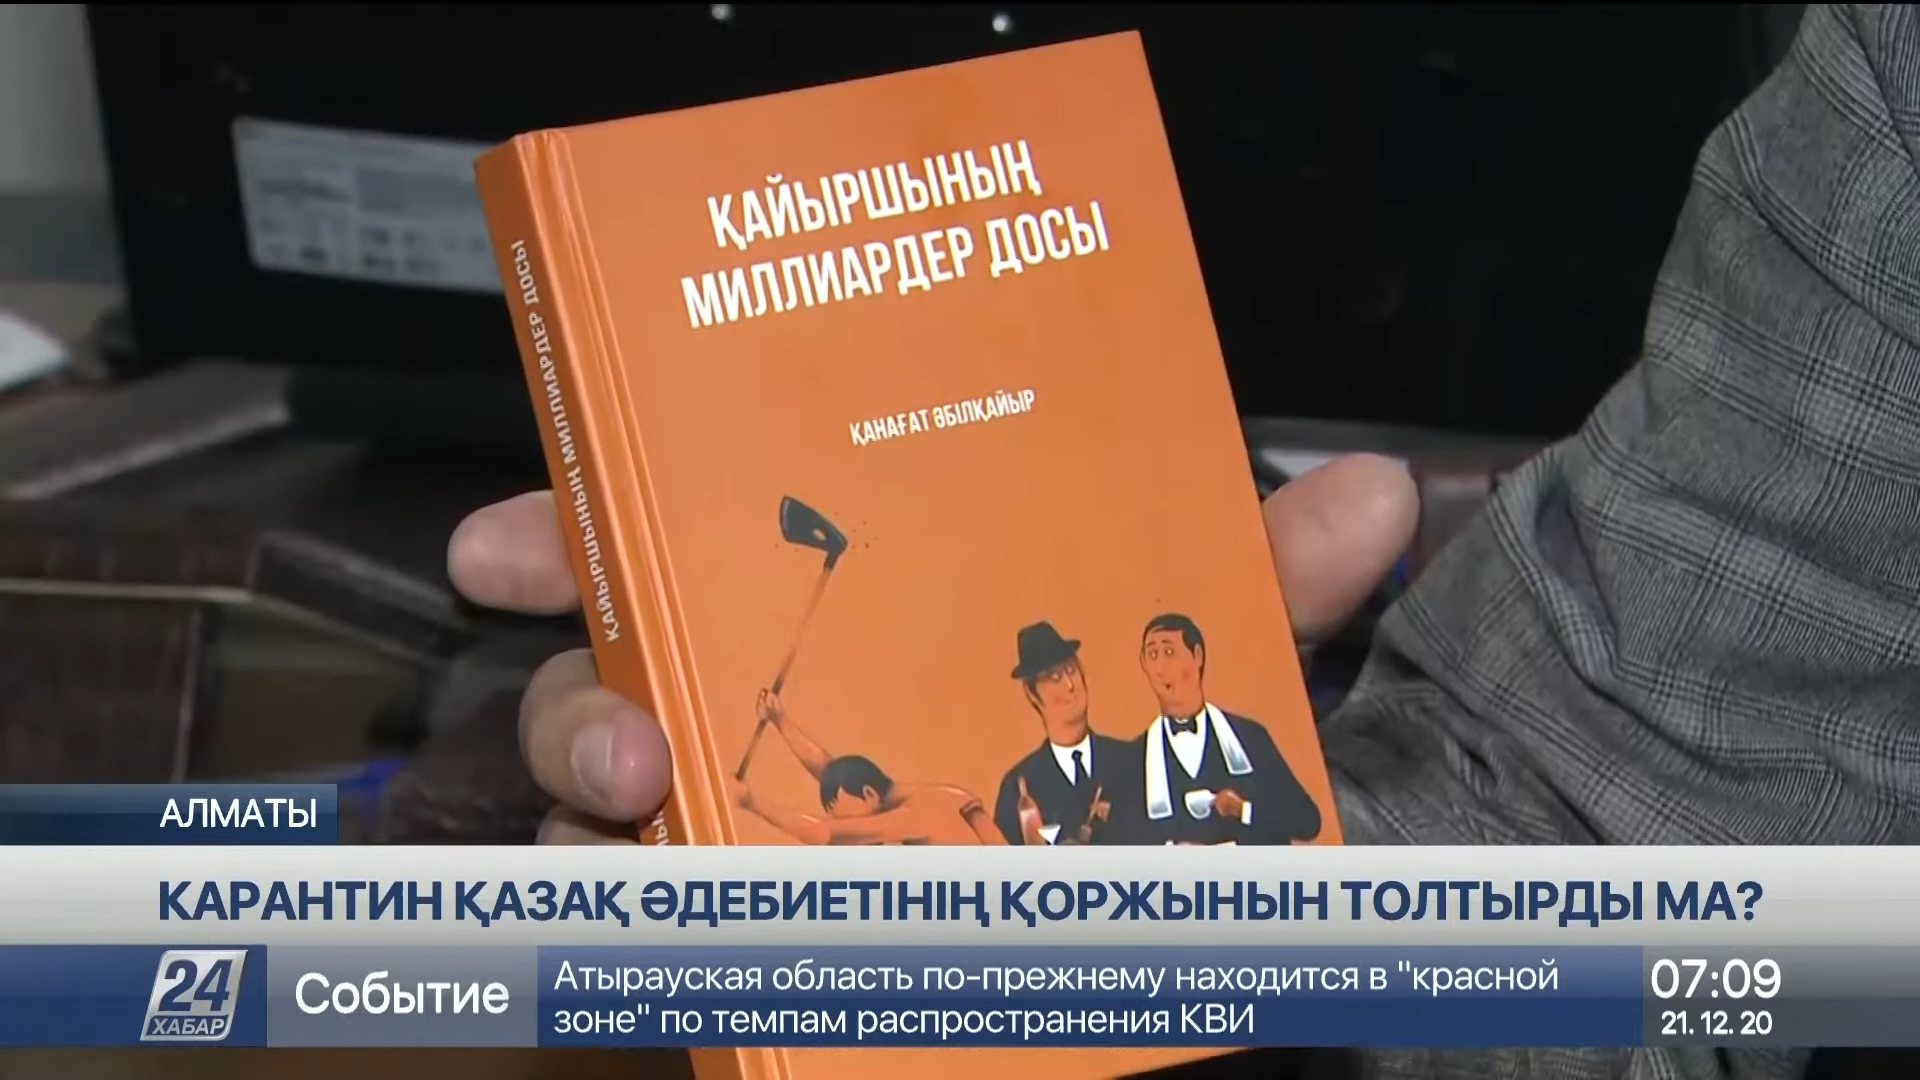 ҚАЙЫРШЫНЫҢ
МИЛЛИАРДЕР ДОСЫ
ҚАНАҒАТ ӘБІЛҚАЙЫР
ҚАЙЫРШЫНЫҢ МИЛЛИАРДЕР ДОСЫ
АЛМАТЫ
КАРАНТИН ҚАЗАҚ ӘДЕБИЕТІНІҢ ҚОРЖЫНЫН ТОЛТЫРДЫ МА?
24
ХАБАР
Событие
Атырауская область по-прежнему находится в "красной
зоне" по темпам распространения КВИ
07:09
21. 12. 20